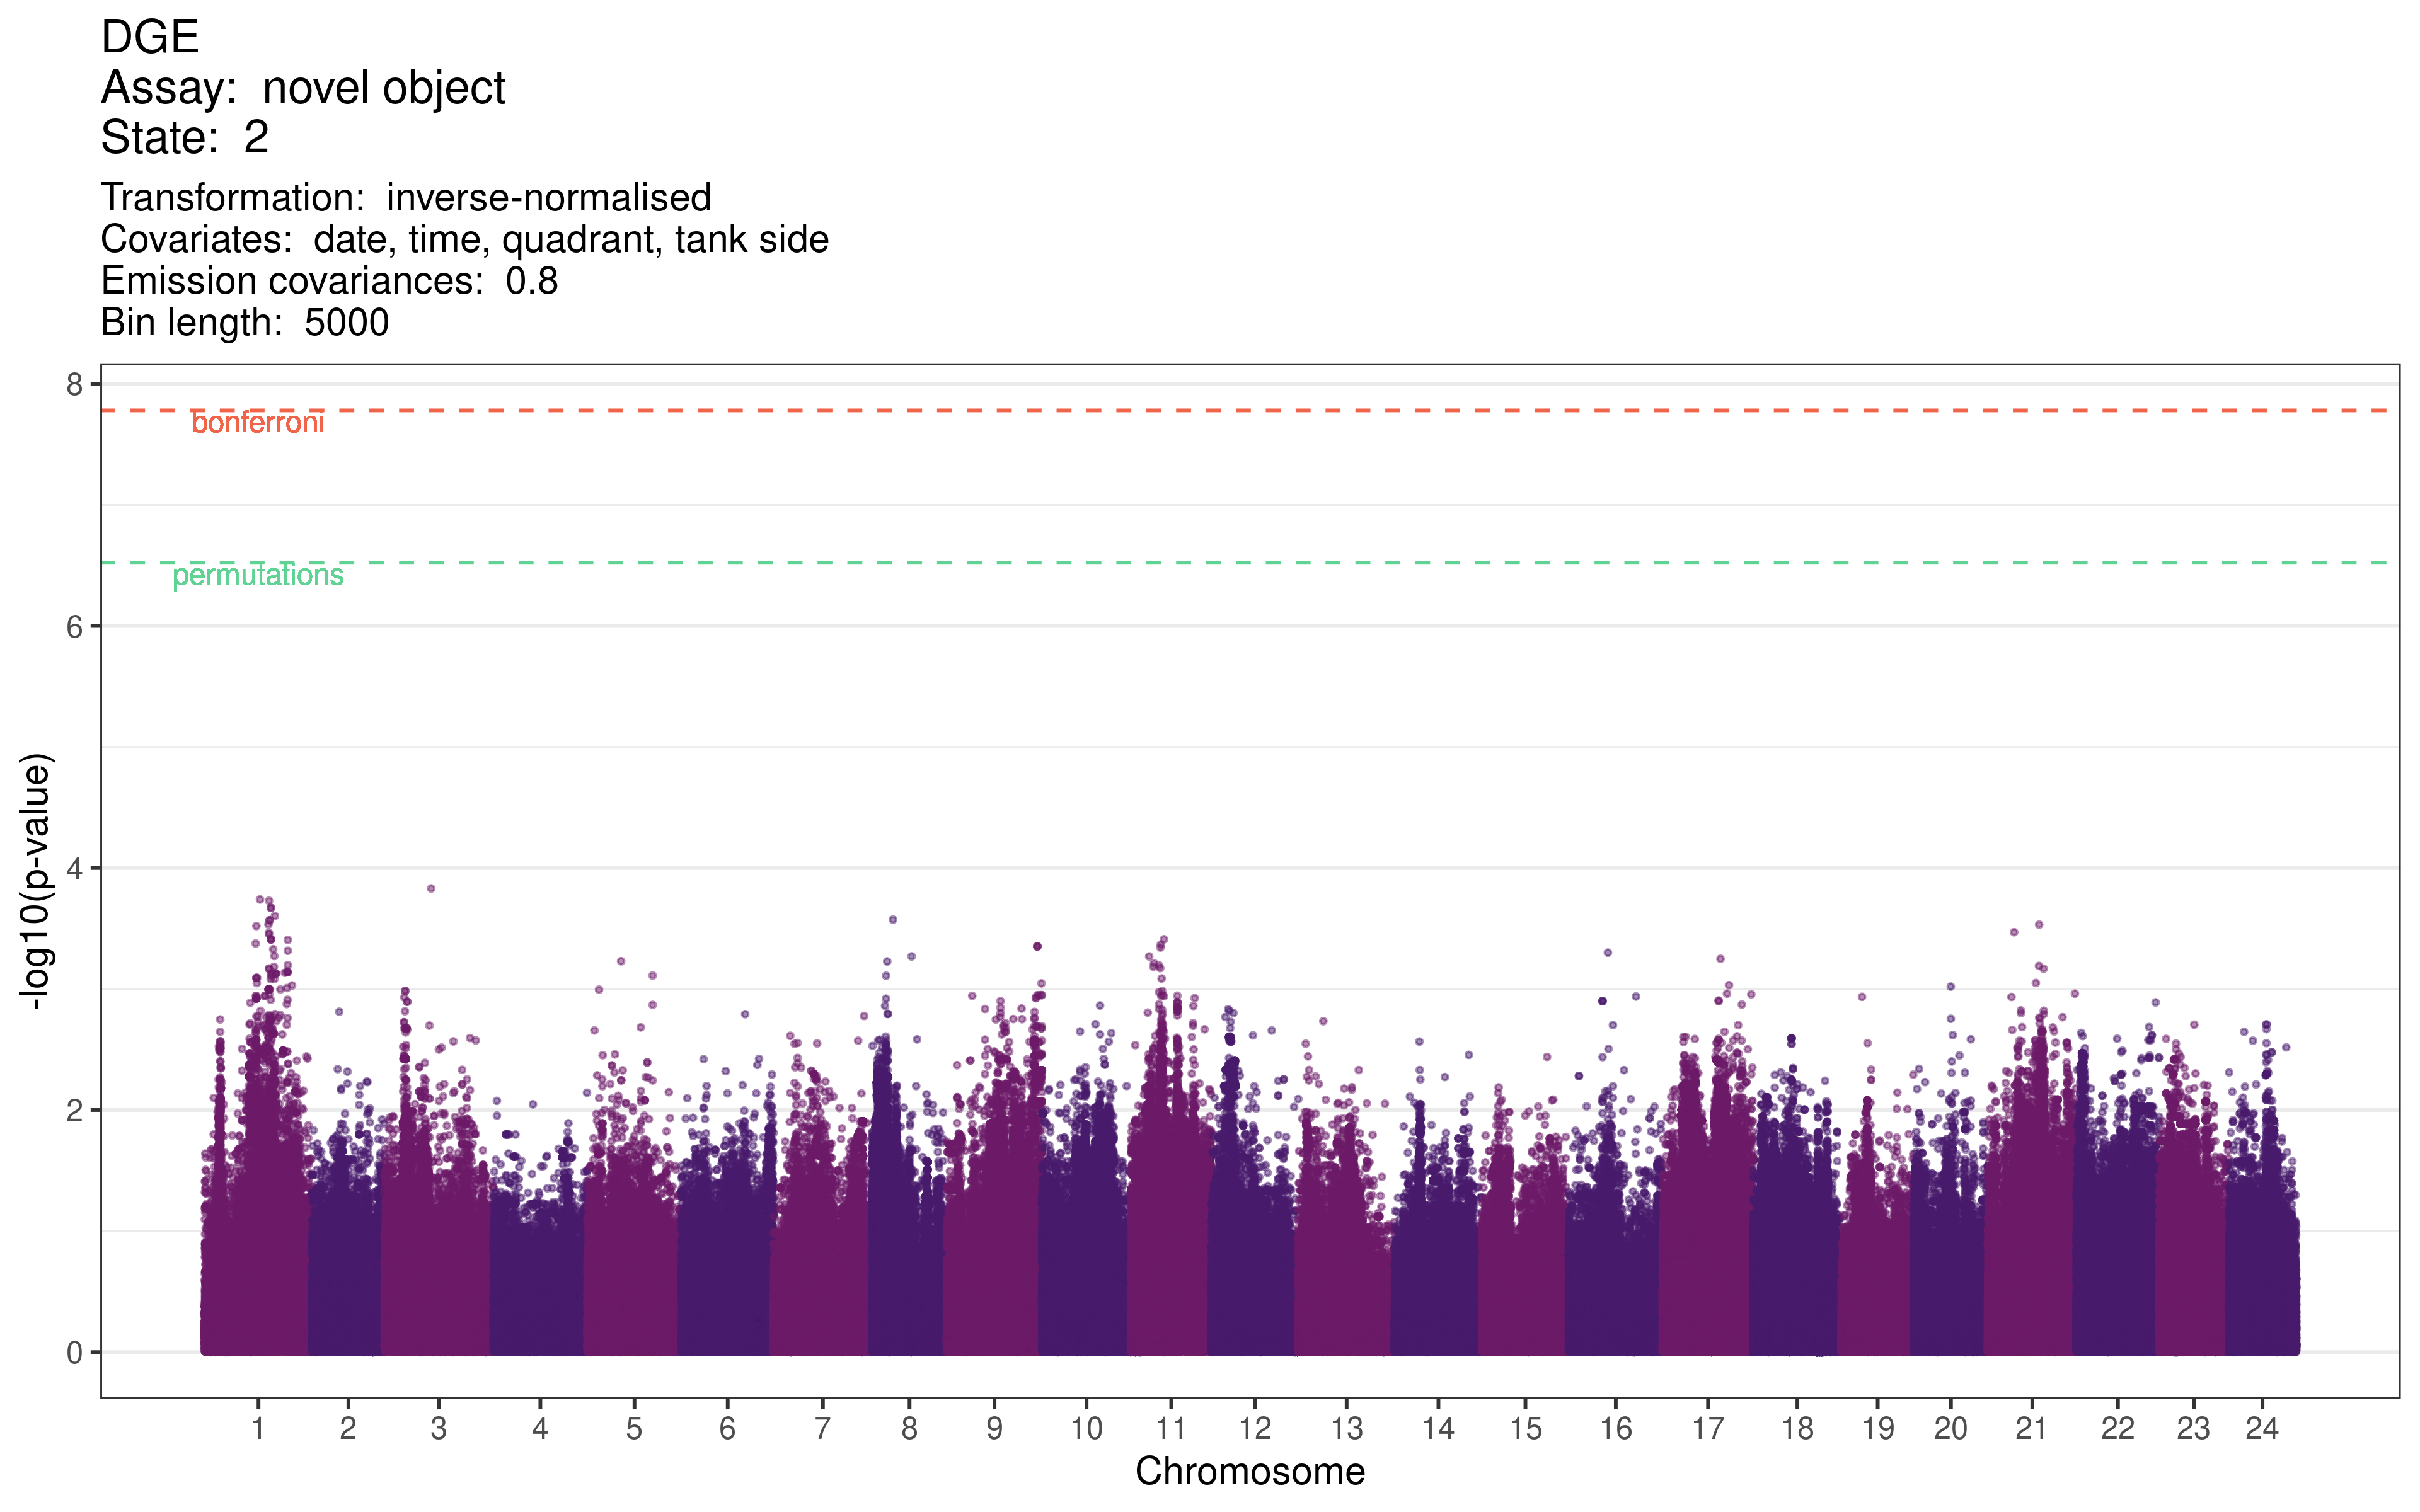 DGE
Assay:  novel object
State:  2
Transformation:  inverse-normalised
Covariates:  date, time, quadrant, tank side
Emission covariances:  0.8
Bin length:  5000
8
bonferroni
permutations
6
4
2
0
-log10(p-value)
1 2 3 4 5 6 7 8 9 10 11 12 13 14 15 16 17 18 19 20 21 22 23 24
Chromosome